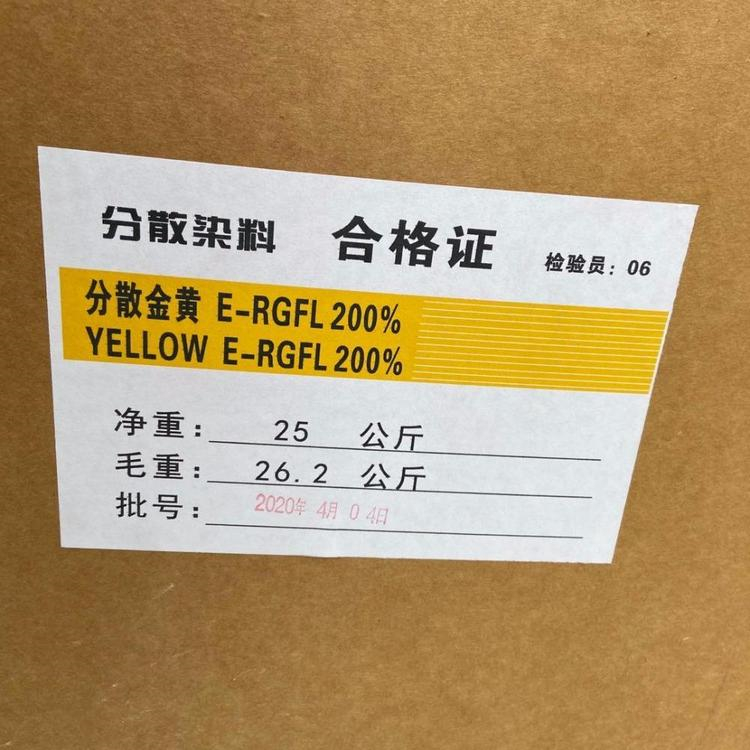 分散染料 合格证 检验员：06
分散金黄 E-RGFL 200%
YELLOW E-RGFL 200%
净重： 25 公斤
毛重： 26.2 公斤
批号： 2020年 4月 0 4日